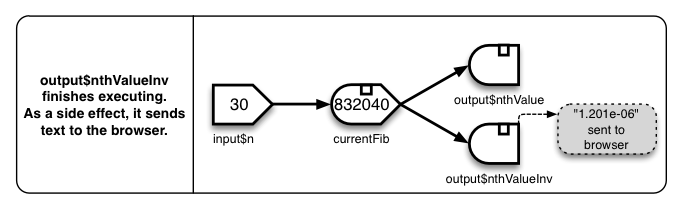 output$nthValueInv
finishes executing.
As a side effect, it sends
text to the browser.
30
input$n
832040
currentFib
output$nthValue
output$nthValueInv
"1.201e-06"
sent to
browser